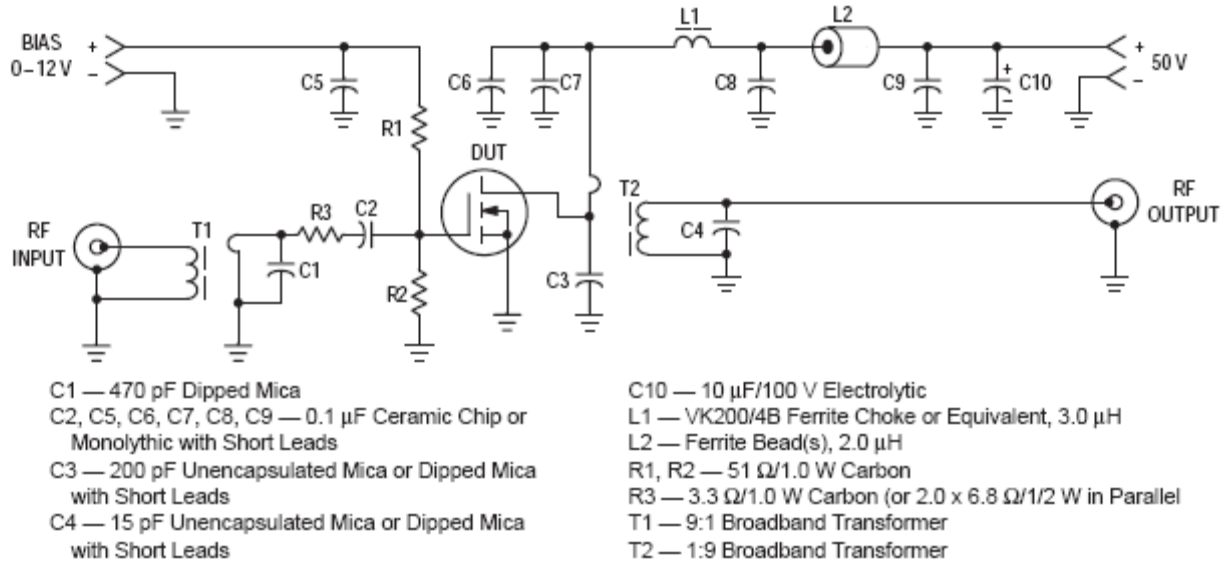 L1
L2
BIAS
0–12 V
+
–
C5
C6
C7
C8
C9
+
–
C10
+
–
50 V
R1
DUT
RF
INPUT
T1
R3
C2
C1
R2
C3
T2
C4
RF
OUTPUT
C1 — 470 pF Dipped Mica
C2, C5, C6, C7, C8, C9 — 0.1 μF Ceramic Chip or
Monolythic with Short Leads
C3 — 200 pF Unencapsulated Mica or Dipped Mica
with Short Leads
C4 — 15 pF Unencapsulated Mica or Dipped Mica
with Short Leads
C10 — 10 μF/100 V Electrolytic
L1 — VK200/4B Ferrite Choke or Equivalent, 3.0 μH
L2 — Ferrite Bead(s), 2.0 μH
R1, R2 — 51 Ω/1.0 W Carbon
R3 — 3.3 Ω/1.0 W Carbon (or 2.0 x 6.8 Ω/1/2 W in Parallel
T1 — 9:1 Broadband Transformer
T2 — 1:9 Broadband Transformer